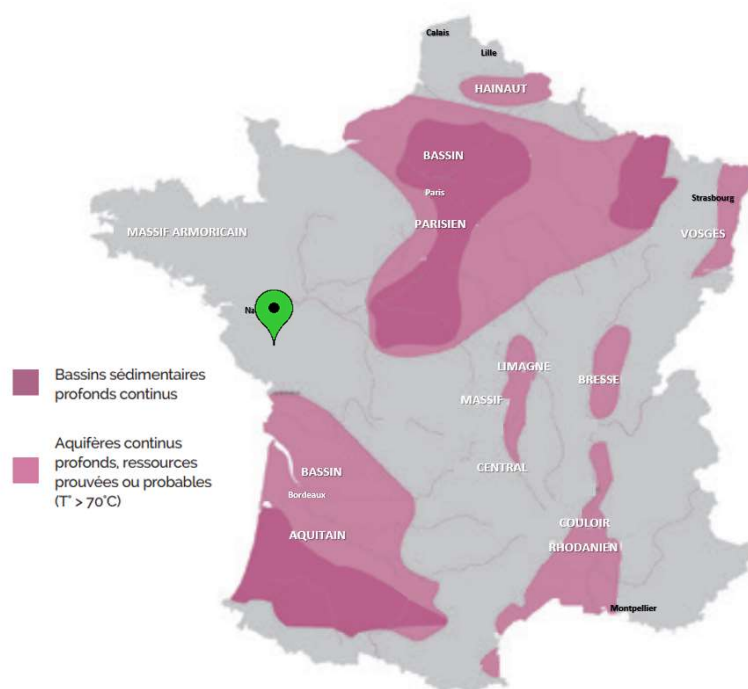 Calais
Lille
HAINAUT
BASSIN
Paris
Strasbourg
PARISIEN
VOSGES
MASSIF ARMORICAIN
Na
LIMAGNE
Bassins sédimentaires
profonds continus
BRESSE
MASSIF
Aquifères continus
profonds, ressources
prouvées ou probables
(T° > 70°C)
CENTRAL
BASSIN
Bordeaux
COULOIR
AQUITAIN
RHODANIEN
Montpellier